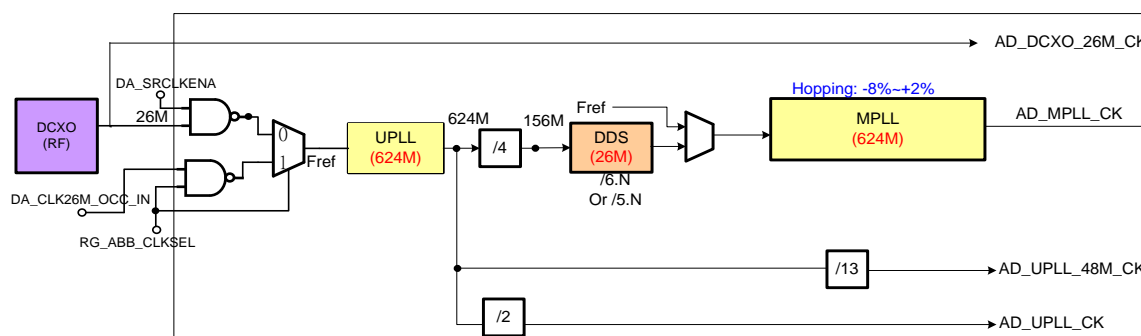 AD_DCXO_26M_CK
DA_SRCLKENA
Hopping: -8%~+2%
DCXO
(RF)
26M
0
1
Fref
UPLL
(624M)
624M
/4
156M
DDS
(26M)
/6.N
Or /5.N
Fref
MPLL
(624M)
AD_MPLL_CK
DA_CLK26M_OCC_IN
RG_ABB_CLKSEL
/13
AD_UPLL_48M_CK
/2
AD_UPLL_CK